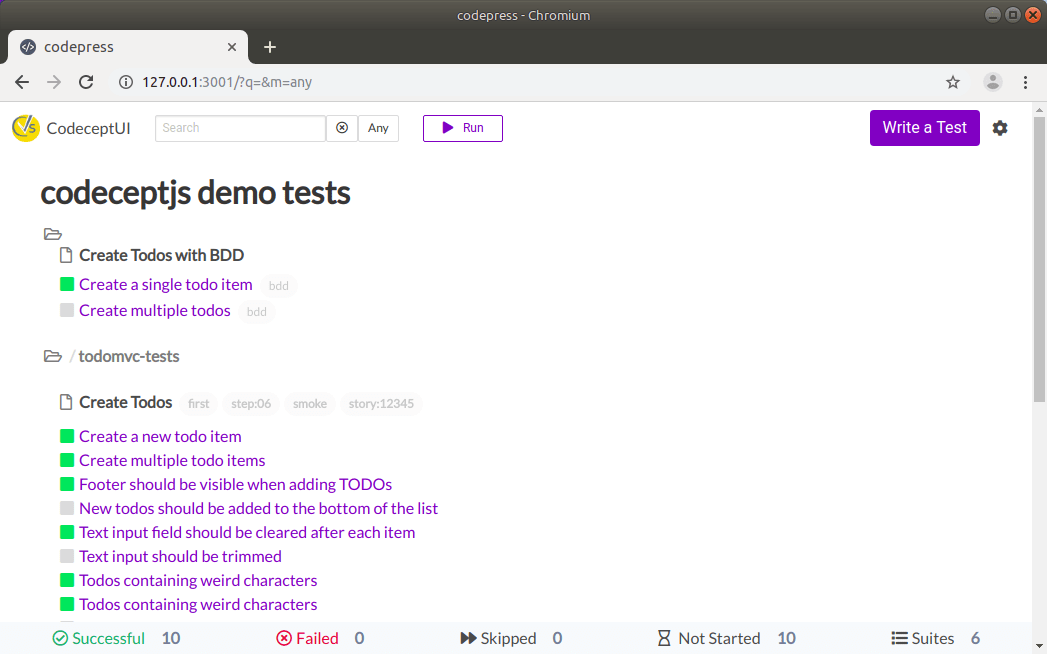 codepress - Chromium
codepress
127.0.0.1:3001/?q=&m=any
CodeceptUI Search Any Run Write a Test
codeceptjs demo tests
Create Todos with BDD
Create a single todo item bdd
Create multiple todos bdd
/ todomvc-tests
Create Todos first step:06 smoke story:12345
Create a new todo item
Create multiple todo items
Footer should be visible when adding TODOs
New todos should be added to the bottom of the list
Text input field should be cleared after each item
Text input should be trimmed
Todos containing weird characters
Todos containing weird characters
Successful 10 Failed 0 Skipped 0 Not Started 10 Suites 6